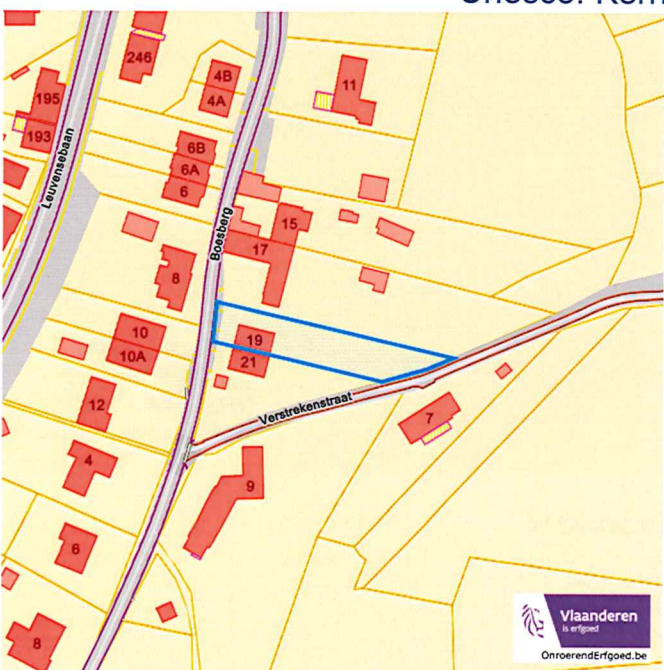 246
4B
4A
11
195
193
Leuvensebaan
6B
6A
6
Boesberg
15
17
8
10
10A
19
21
12
Verstrekenstraat
7
4
9
6
8
Vlaanderen
is erfgoed
OnroerendErfgoed.be